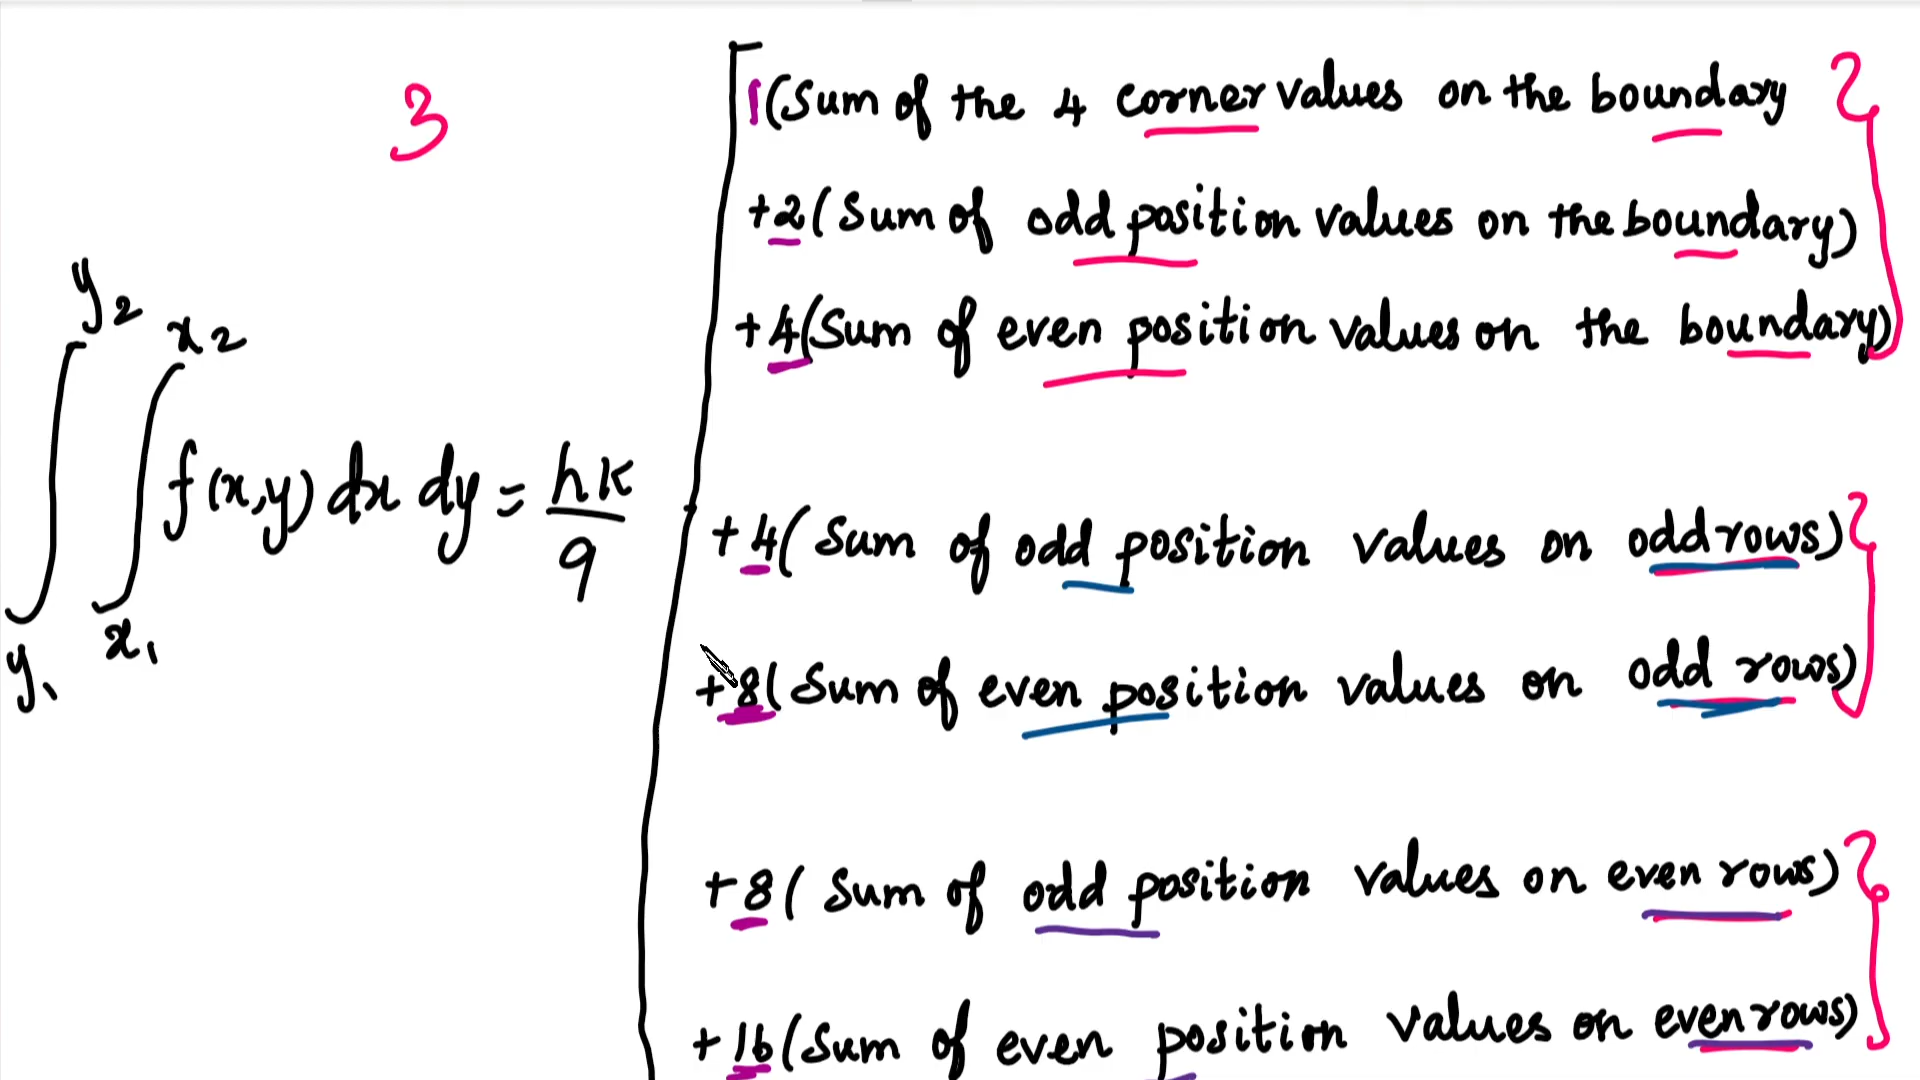 3
[1(Sum of the 4 corner values on the boundary
+2(Sum of odd position values on the boundary)
+4(Sum of even position values on the boundary)
∫_{y₁}^{y₂} ∫_{x₁}^{x₂} f(x,y) dx dy = hk/9
+4(Sum of odd position values on odd rows)
+8(Sum of even position values on odd rows)
+8(Sum of odd position values on even rows)
+16(Sum of even position values on even rows)